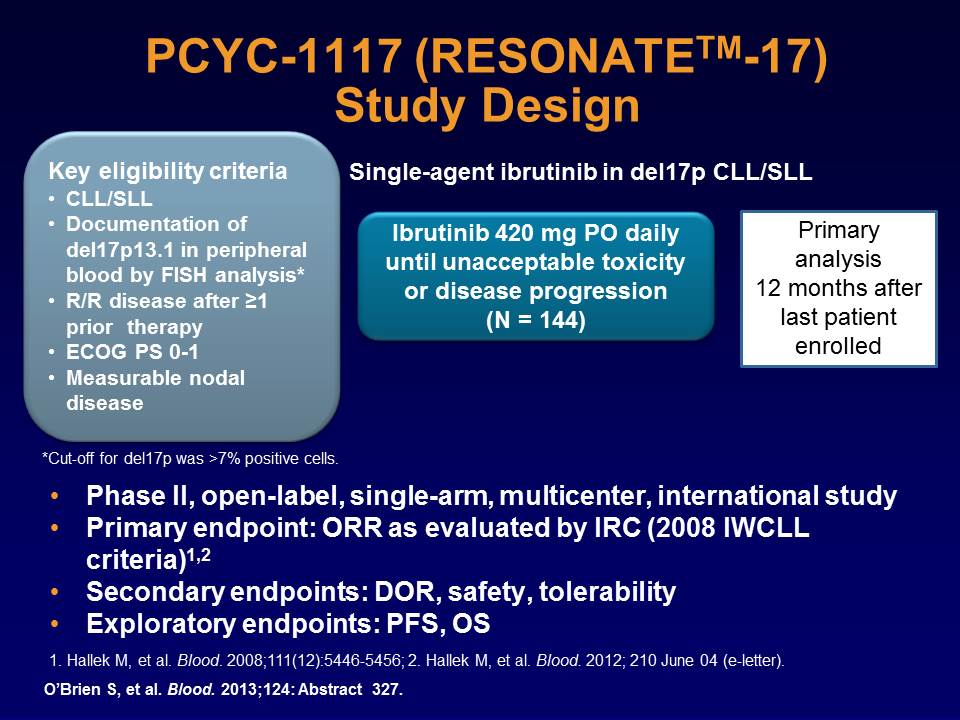 PCYC-1117 (RESONATETM-17)
Study Design
Key eligibility criteria
• CLL/SLL
• Documentation of
del17p13.1 in peripheral
blood by FISH analysis*
• R/R disease after ≥1
prior therapy
• ECOG PS 0-1
• Measurable nodal
disease
Single-agent ibrutinib in del17p CLL/SLL
Ibrutinib 420 mg PO daily
until unacceptable toxicity
or disease progression
(N = 144)
Primary
analysis
12 months after
last patient
enrolled
*Cut-off for del17p was >7% positive cells.
• Phase II, open-label, single-arm, multicenter, international study
• Primary endpoint: ORR as evaluated by IRC (2008 IWCLL
criteria)1,2
• Secondary endpoints: DOR, safety, tolerability
• Exploratory endpoints: PFS, OS
1. Hallek M, et al. Blood. 2008;111(12):5446-5456; 2. Hallek M, et al. Blood. 2012; 210 June 04 (e-letter).
O’Brien S, et al. Blood. 2013;124: Abstract 327.